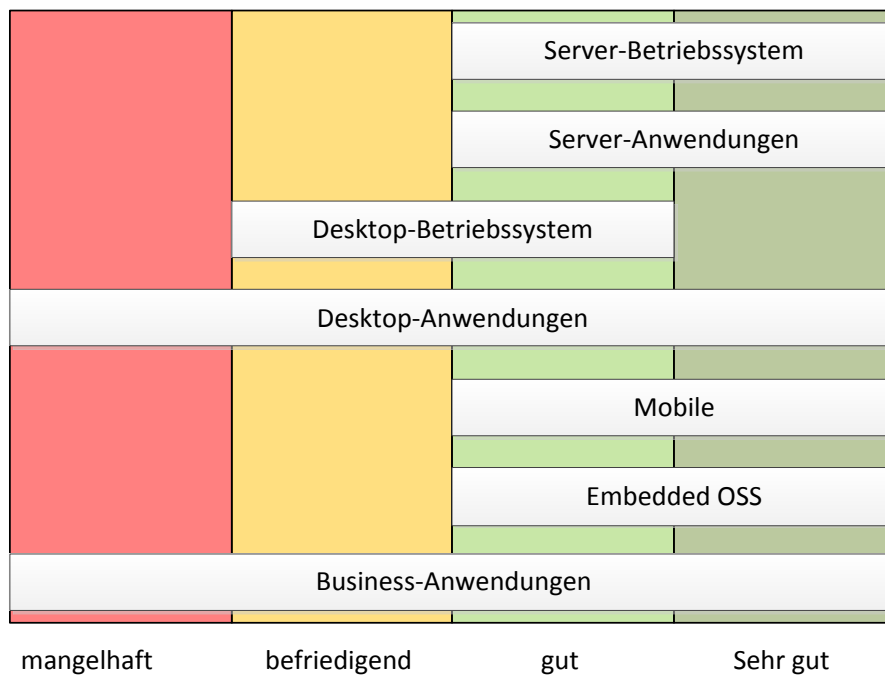 Server-Betriebssystem
Server-Anwendungen
Desktop-Betriebssystem
Desktop-Anwendungen
Mobile
Embedded OSS
Business-Anwendungen
mangelhaft befriedigend gut Sehr gut